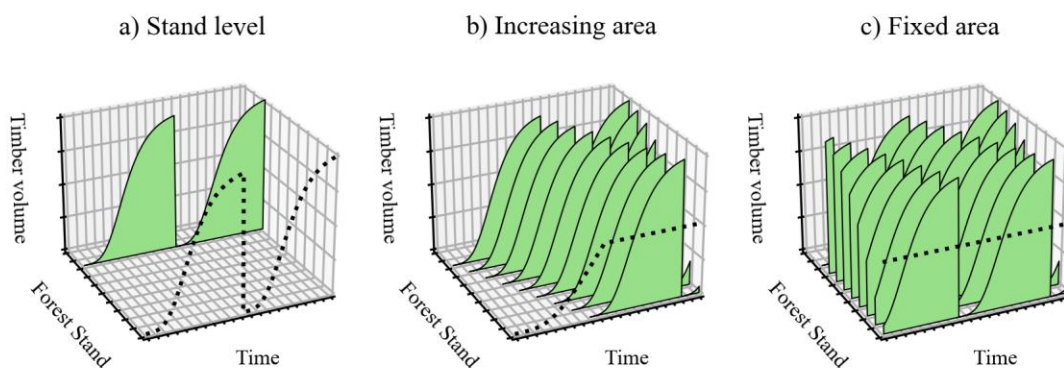 a) Stand level
b) Increasing area
c) Fixed area
Timber volume
Forest Stand
Time
Timber volume
Forest Stand
Time
Timber volume
Forest Stand
Time